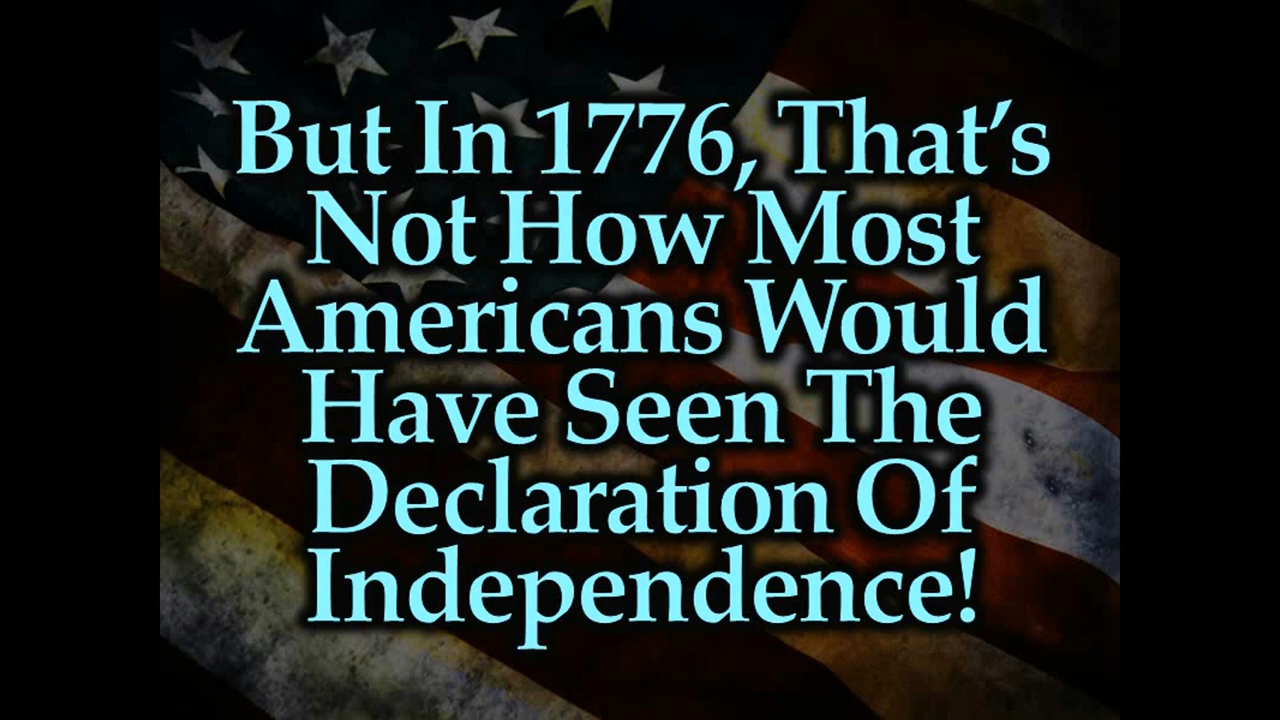 But In 1776, That’s
Not How Most
Americans Would
Have Seen The
Declaration Of
Independence!